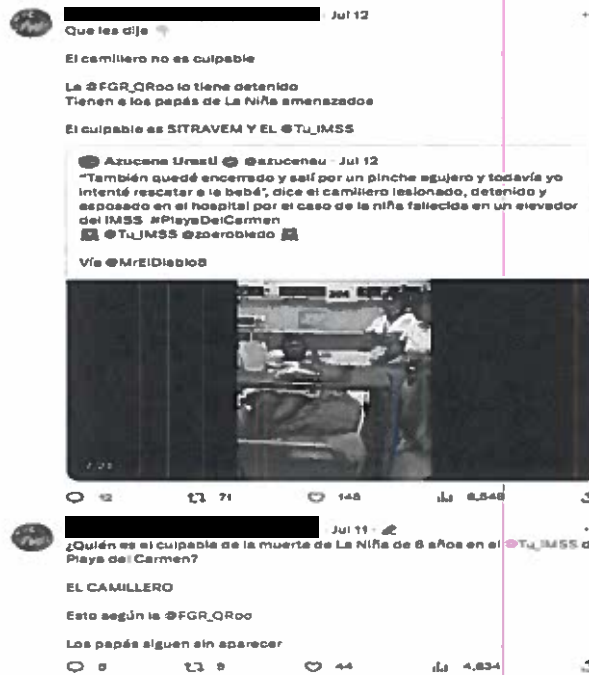 Jul 12
Que les dije
El camillero no es culpable
La @FGR_QRoo lo tiene detenido
Tienen a los papás de La Niña amenazados
El culpable es SITRAVEM Y EL @Tu_IMSS
Azucena Uresti @azucenau · Jul 12
"También quedé encerrado y salí por un pinche agujero y todavía yo
intenté rescatar a la bebé", dice el camillero lesionado, detenido y
esposado en el hospital por el caso de la niña fallecida en un elevador
del IMSS #PlayaDelCarmen
@Tu_IMSS @zoerobledo
Vía @MrElDiablo8
12 71 148 6,548
Jul 11
¿Quién es el culpable de la muerte de La Niña de 6 años en el @Tu_IMSS d
Playa del Carmen?
EL CAMILLERO
Esto según la @FGR_QRoo
Los papás siguen sin aparecer
9 44 4,834